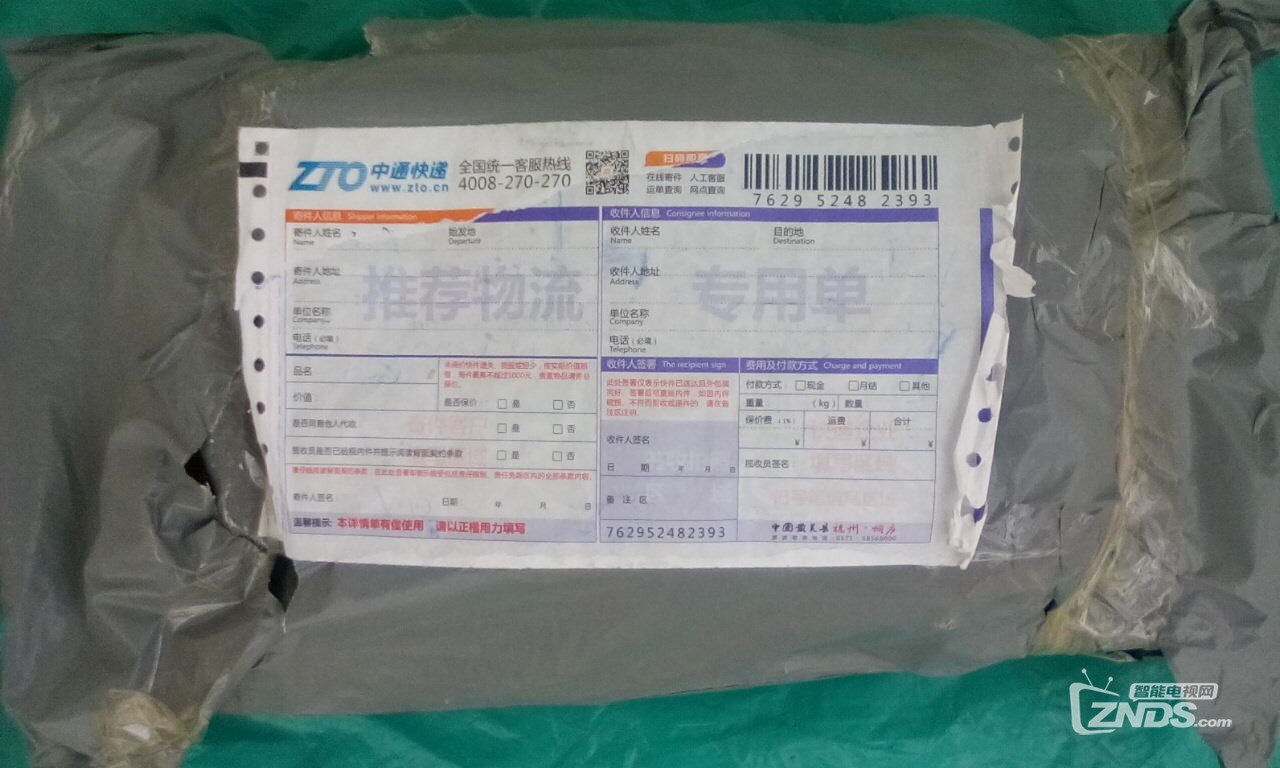 ZTO 中通快递
www.zto.cn
全国统一客服热线
4008-270-270
扫码即惠
在线寄件 人工客服
运单查询 网点查询
7629 5248 2393
寄件人信息 Shipper information
收件人信息 Consignee information
寄件人姓名
Name
始发地
Departure
收件人姓名
Name
目的地
Destination
寄件人地址
Address
收件人地址
Address
推荐物流 专用单
单位名称
Company
单位名称
Company
电话(必填)
Telephone
电话(必填)
Telephone
收件人签署 The recipient sign
费用及付款方式 Charge and payment
品名
价值
是否保价 是 否
是否同意他人代收 是 否
是 否
寄件人签名
日期 年 月 日
温馨提示: 本详情单有偿使用 请以正楷用力填写
收件人签名
日 期 年 月 日
备 注 区
762952482393
付款方式 现金 月结 其他
重量 (kg) 数量
保价费 (1%) 运费 合计
¥ ¥ ¥
揽收员签名
中国最美县 杭州·桐庐
智能电视网
ZNDS.com